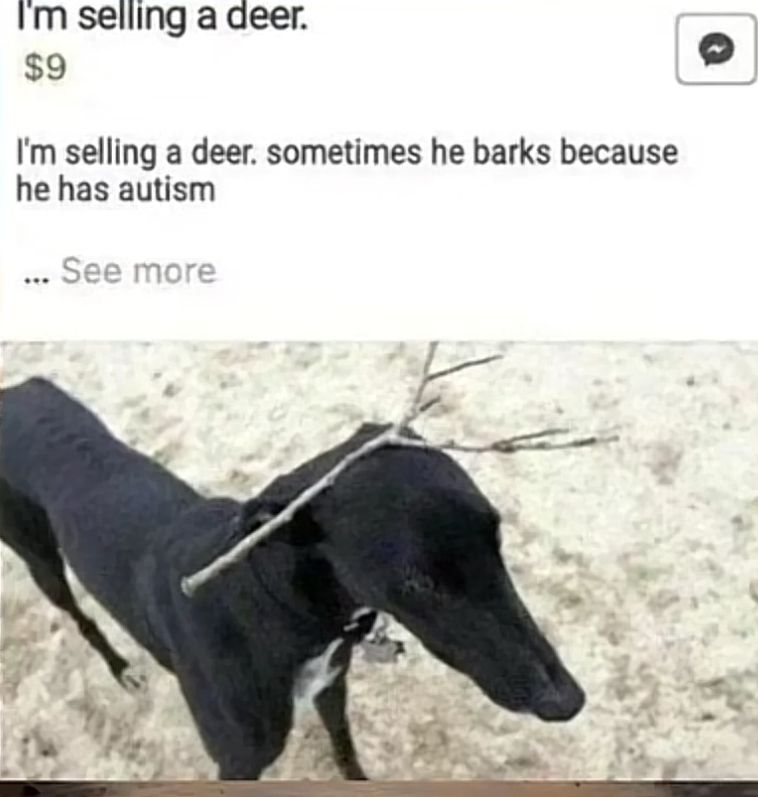 I'm selling a deer.
$9
I'm selling a deer. sometimes he barks because
he has autism
... See more